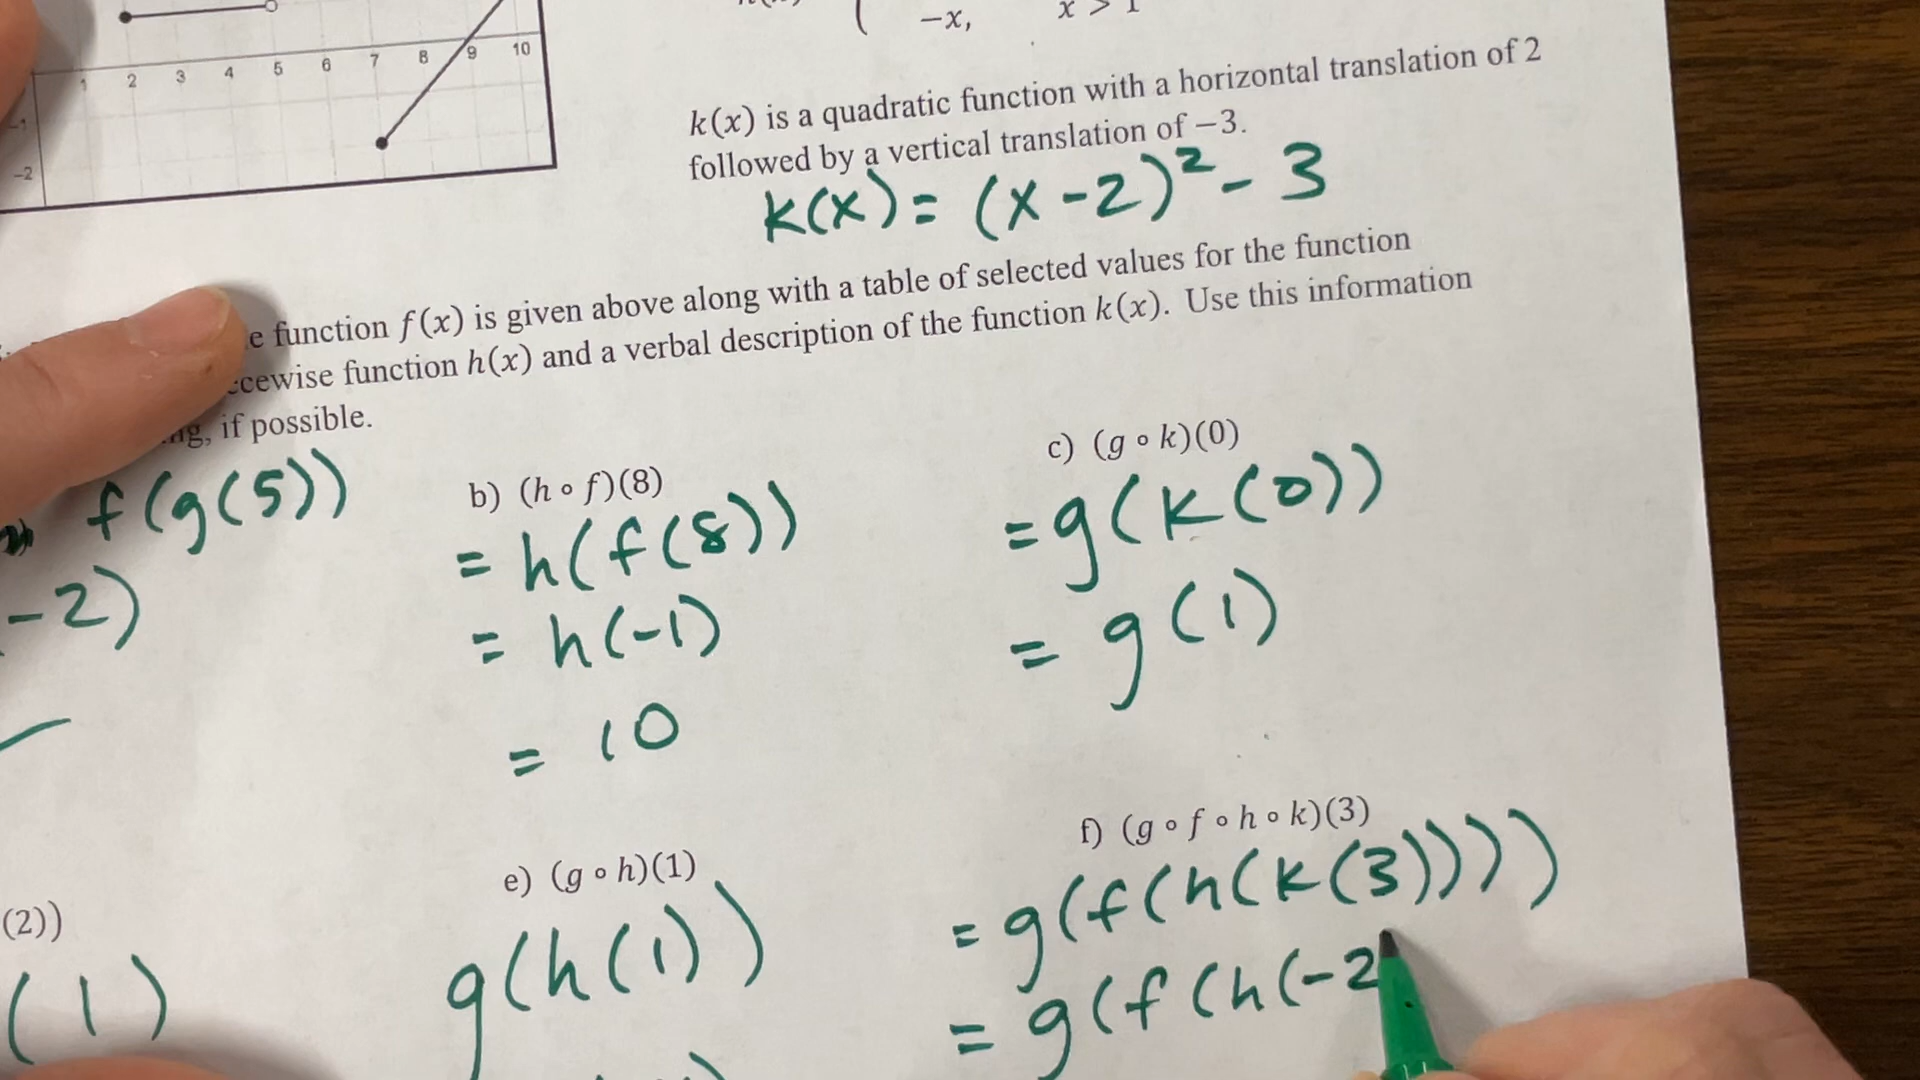 −x, x > 1
1 2 3 4 5 6 7 8 9 10
−1
−2
k(x) is a quadratic function with a horizontal translation of 2
followed by a vertical translation of −3.
k(x) = (x - 2)² - 3
function f(x) is given above along with a table of selected values for the function
function h(x) and a verbal description of the function k(x). Use this information
if possible.
f(g(5))
-2)
b) (h ∘ f)(8)
= h(f(8))
= h(-1)
= 10
c) (g ∘ k)(0)
= g(k(0))
= g(1)
(2))
(1)
e) (g ∘ h)(1)
g(h(1))
f) (g ∘ f ∘ h ∘ k)(3)
= g(f(h(k(3))))
= g(f(h(-2